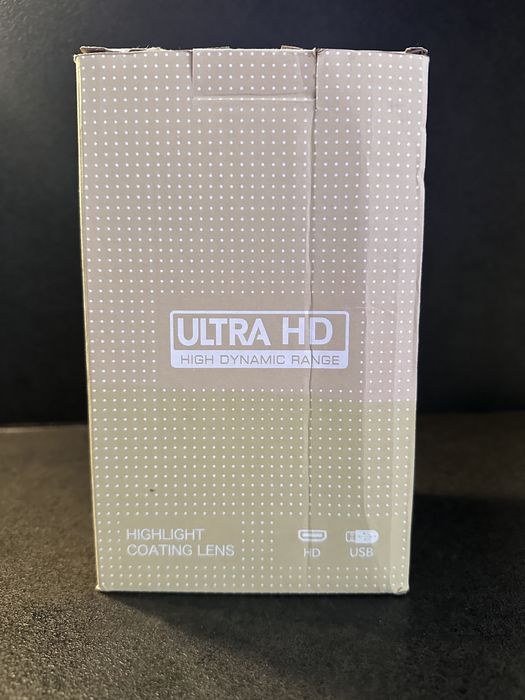 ULTRA HD
HIGH DYNAMIC RANGE
HIGHLIGHT
COATING LENS
HD
USB